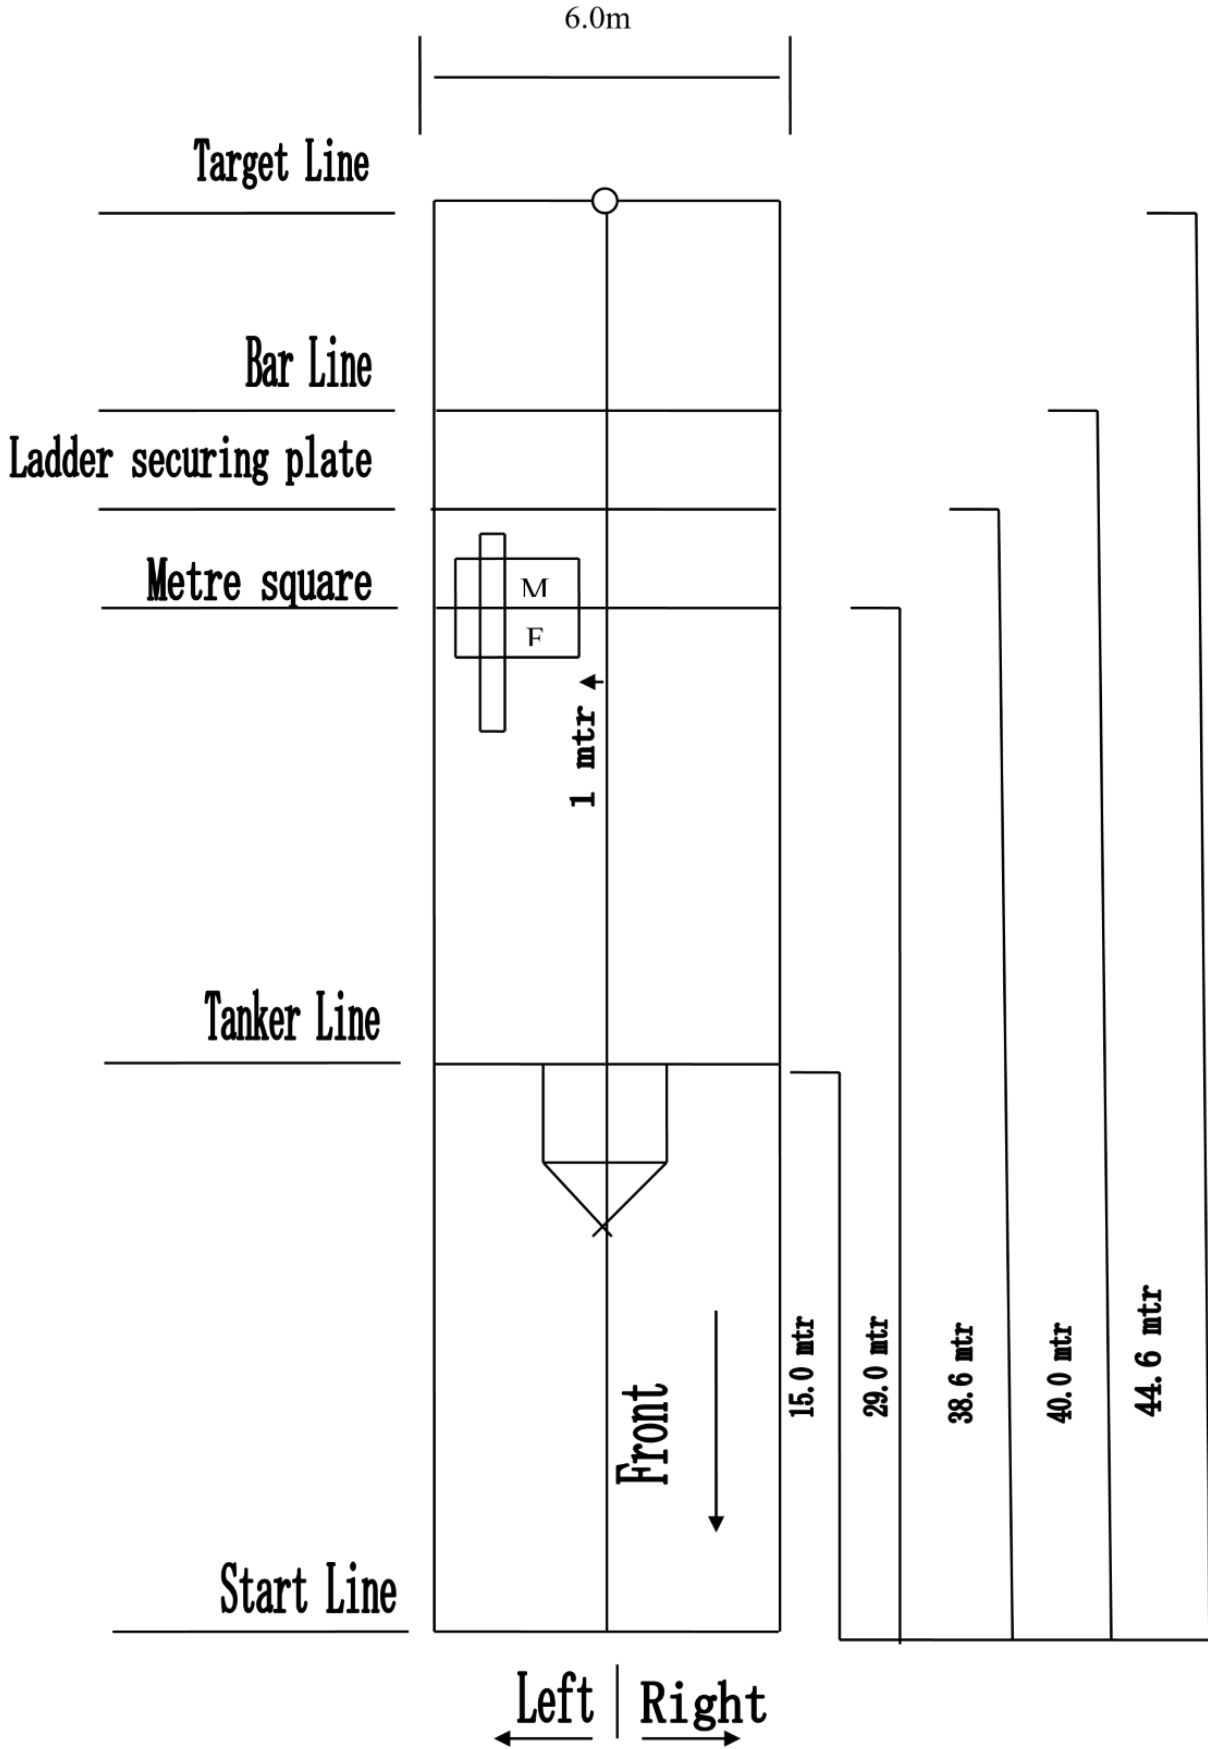 6.0m
Target Line
Bar Line
Ladder securing plate
Metre square
M
F
1 mtr
Tanker Line
15.0 mtr
29.0 mtr
38.6 mtr
40.0 mtr
44.6 mtr
Front
Start Line
Left
Right